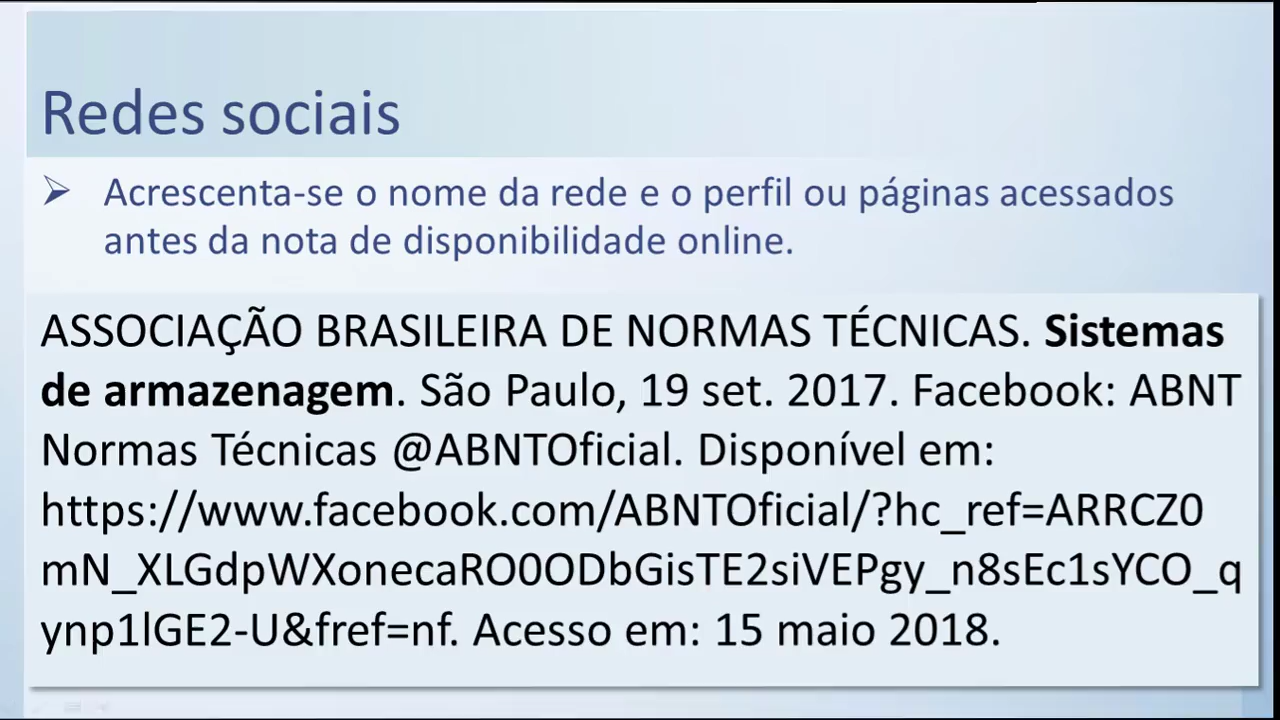 Redes sociais
➢ Acrescenta-se o nome da rede e o perfil ou páginas acessados
antes da nota de disponibilidade online.
ASSOCIAÇÃO BRASILEIRA DE NORMAS TÉCNICAS. Sistemas
de armazenagem. São Paulo, 19 set. 2017. Facebook: ABNT
Normas Técnicas @ABNTOficial. Disponível em:
https://www.facebook.com/ABNTOficial/?hc_ref=ARRCZ0
mN_XLGdpWXonecaRO0ODbGisTE2siVEPgy_n8sEc1sYCO_q
ynp1lGE2-U&fref=nf. Acesso em: 15 maio 2018.